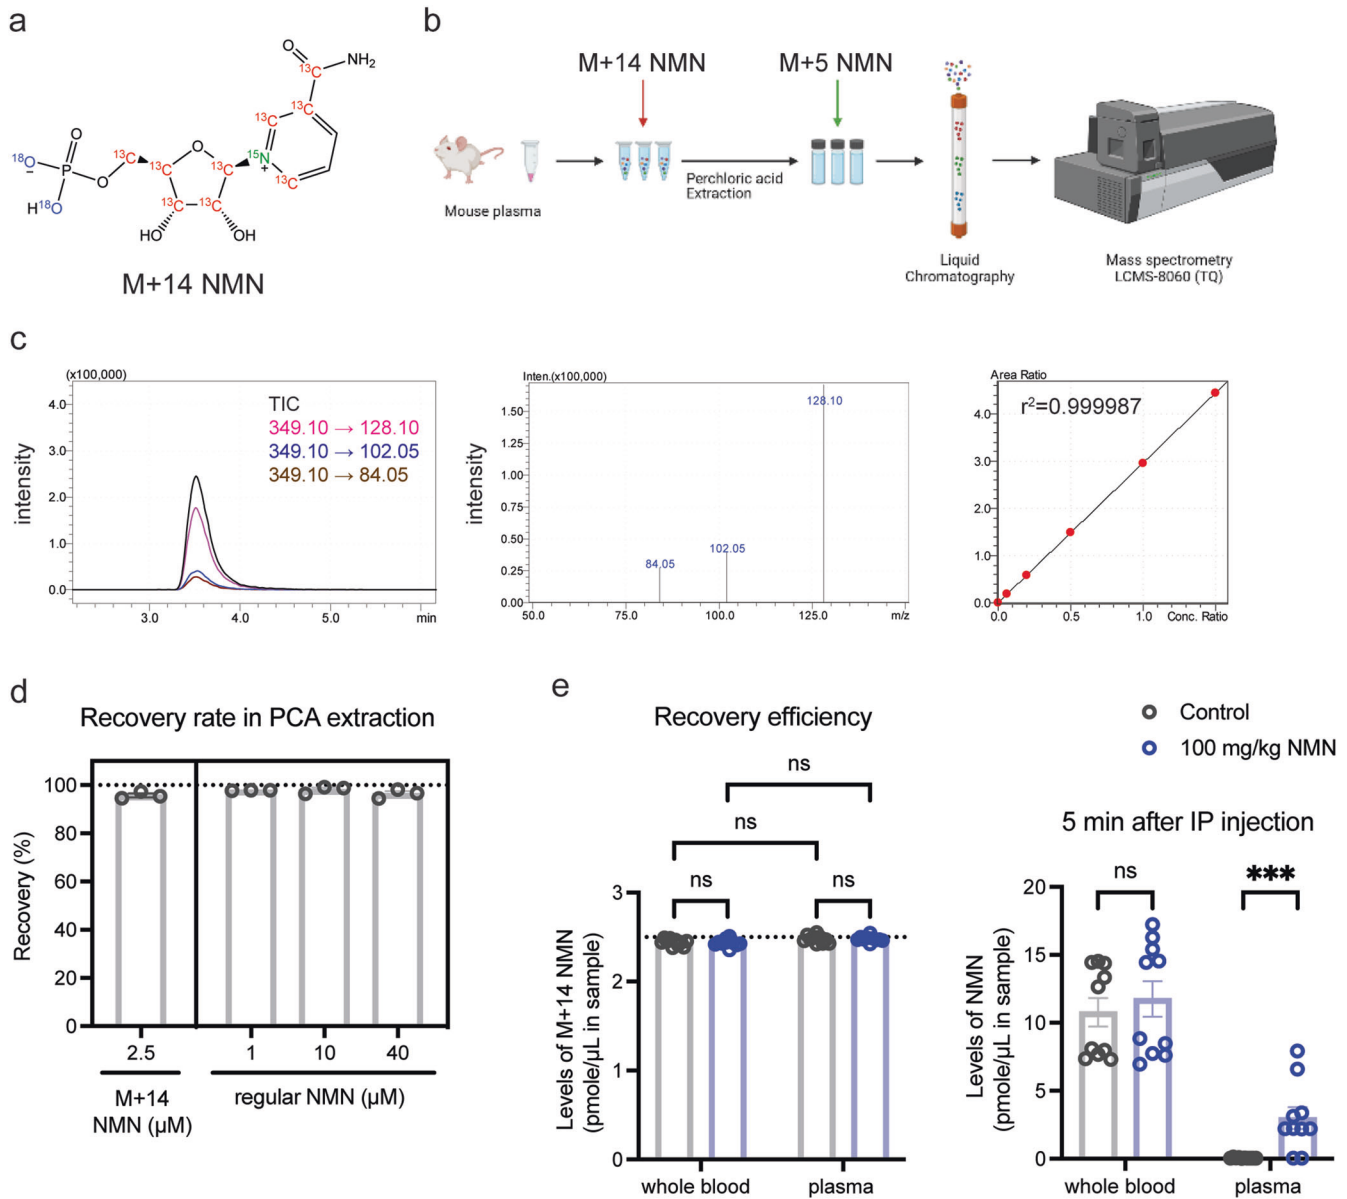 a
O
13C
NH2
13C
13C
15N
+
13C
O
18O
−
P
O
H18O
13C
13C
O
13C
13C
13C
HO
OH
M+14 NMN
b
M+14 NMN
M+5 NMN
Mouse plasma
Perchloric acid
Extraction
Liquid
Chromatography
Mass spectrometry
LCMS-8060 (TQ)
c
(x100,000)
intensity
4.0
3.0
2.0
1.0
0.0
3.0 4.0 5.0 min
TIC
349.10 → 128.10
349.10 → 102.05
349.10 → 84.05
Inten.(x100,000)
intensity
1.50
1.25
1.00
0.75
0.50
0.25
0.00
50.0 75.0 100.0 125.0 m/z
128.10
102.05
84.05
Area Ratio
r2=0.999987
4.0
3.0
2.0
1.0
0.0
0.0 0.5 1.0 Conc. Ratio
d
Recovery rate in PCA extraction
Recovery (%)
100
80
60
40
20
0
2.5 1 10 40
M+14
NMN (µM)
regular NMN (µM)
e
Recovery efficiency
ns
ns
ns ns
Levels of M+14 NMN
(pmole/µL in sample)
3
2
1
0
whole blood plasma
Control
100 mg/kg NMN
5 min after IP injection
ns ***
Levels of NMN
(pmole/µL in sample)
20
15
10
5
0
whole blood plasma